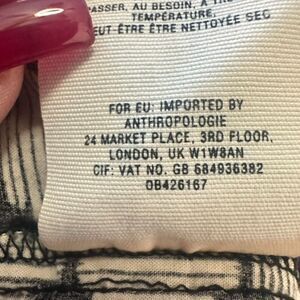 PASSER, AU BESOIN, À
TEMPÉRATURE.
PEUT ÊTRE ÊTRE NETTOYÉE SEC
FOR EU: IMPORTED BY
ANTHROPOLOGIE
24 MARKET PLACE, 3RD FLOOR,
LONDON, UK W1W8AN
CIF: VAT NO. GB 684936382
OB426167